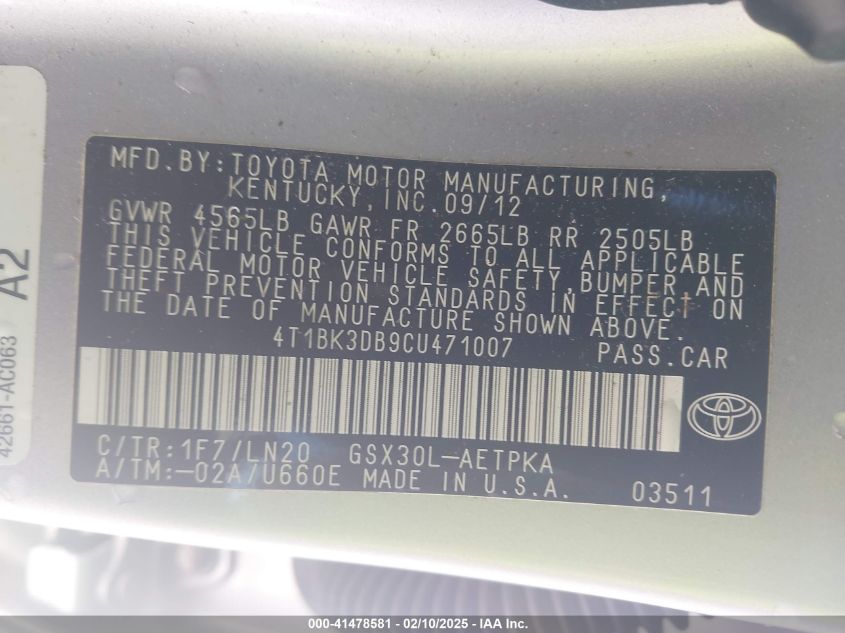 MFD.BY:TOYOTA MOTOR MANUFACTURING,
KENTUCKY, INC. 09/12
GVWR 4565LB GAWR FR 2665LB RR 2505LB
THIS VEHICLE CONFORMS TO ALL APPLICABLE
FEDERAL MOTOR VEHICLE SAFETY, BUMPER, AND
THEFT PREVENTION STANDARDS IN EFFECT ON
THE DATE OF MANUFACTURE SHOWN ABOVE.
4T1BK3DB9CU471007 PASS.CAR
C/TR:1F7/LN20 GSX30L-AETPKA
A/TM:-02A/U660E MADE IN U.S.A. 03511
42661-AC063 A2
000-41478581 - 02/10/2025 - AA Inc.